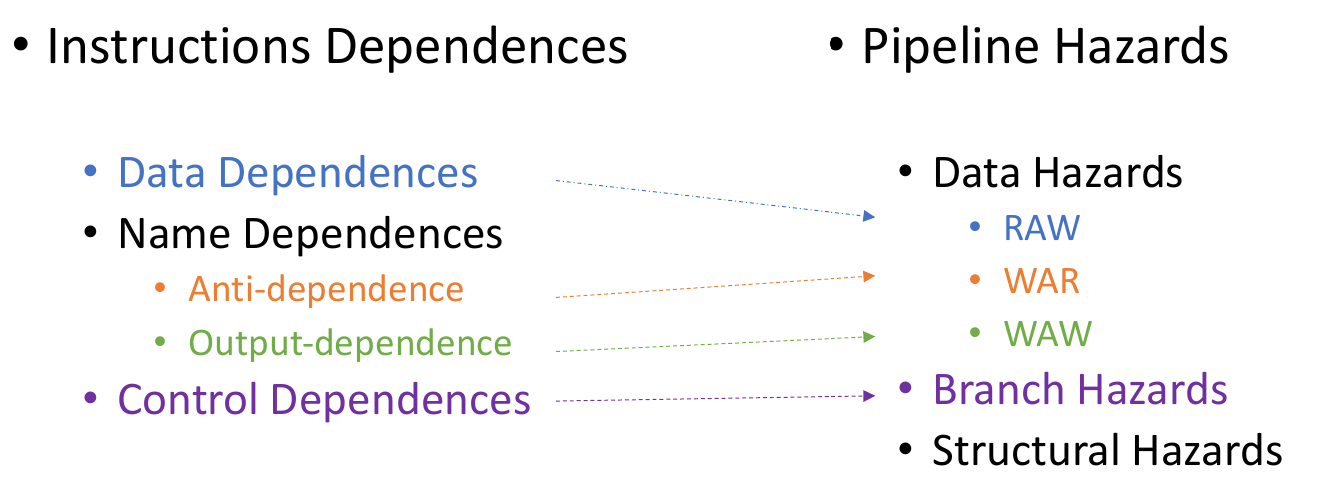 • Instructions Dependences
• Data Dependences
• Name Dependences
• Anti-dependence
• Output-dependence
• Control Dependences
• Pipeline Hazards
• Data Hazards
• RAW
• WAR
• WAW
• Branch Hazards
• Structural Hazards